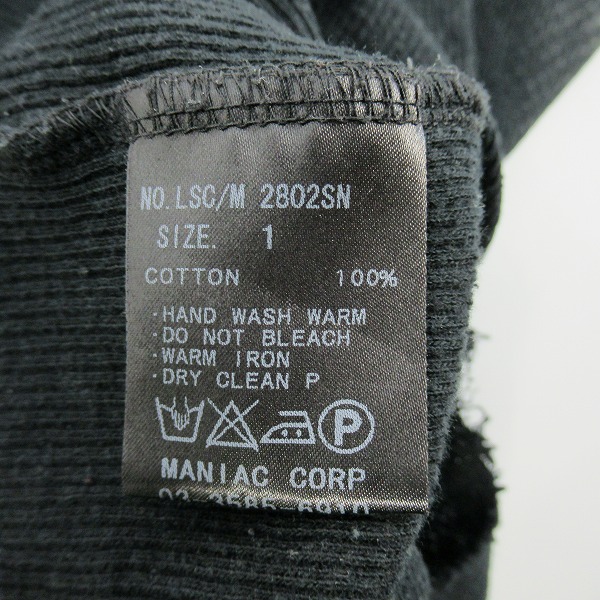 NO.LSC/M 2802SN
SIZE. 1
COTTON 100%
・HAND WASH WARM
・DO NOT BLEACH
・WARM IRON
・DRY CLEAN P
P
MANIAC CORP